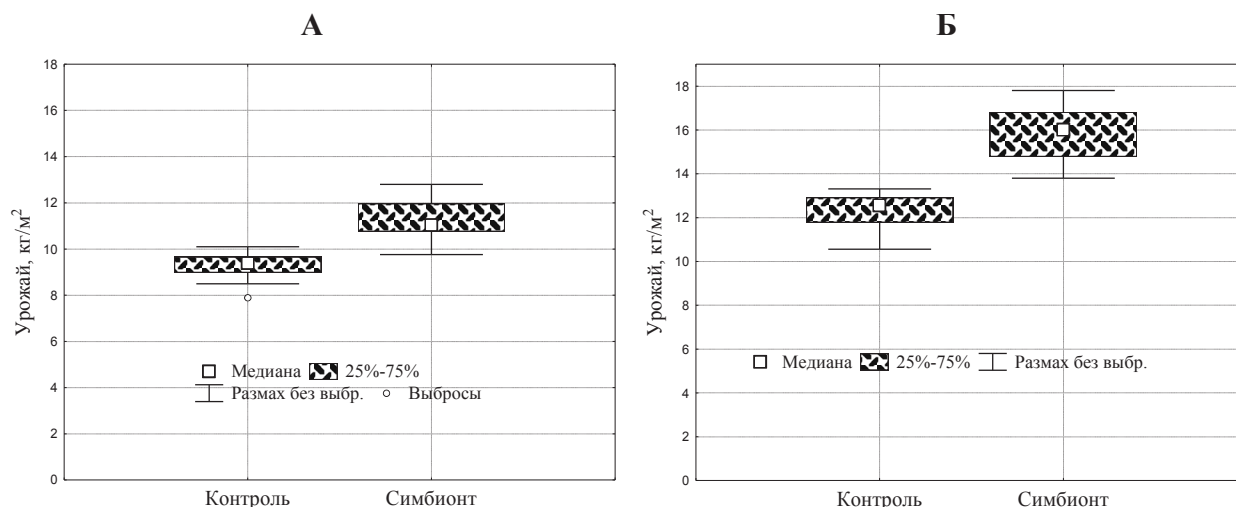 А
Урожай, кг/м²
18
16
14
12
10
8
6
4
2
0
Медиана 25%-75%
Размах без выбр. Выбросы
Контроль Симбионт
Б
Урожай, кг/м²
18
16
14
12
10
8
6
4
2
0
Медиана 25%-75% Размах без выбр.
Контроль Симбионт